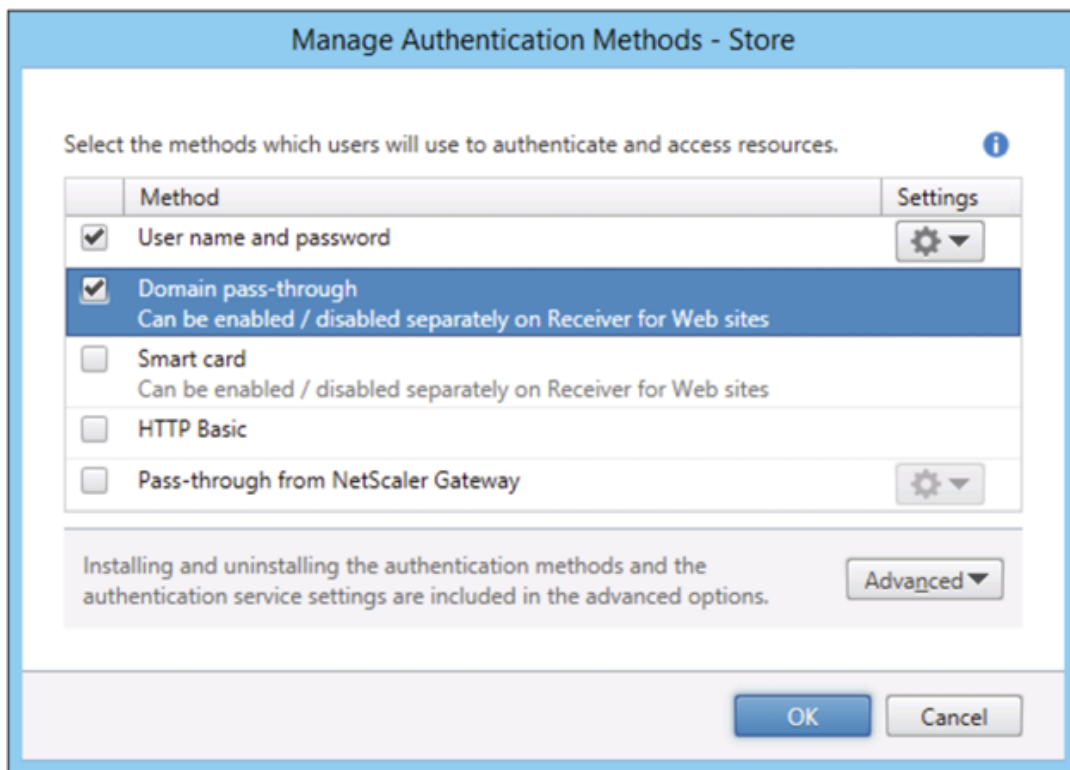 Manage Authentication Methods - Store
Select the methods which users will use to authenticate and access resources.
Method Settings
User name and password
Domain pass-through
Can be enabled / disabled separately on Receiver for Web sites
Smart card
Can be enabled / disabled separately on Receiver for Web sites
HTTP Basic
Pass-through from NetScaler Gateway
Installing and uninstalling the authentication methods and the
authentication service settings are included in the advanced options.
Advanced
OK Cancel